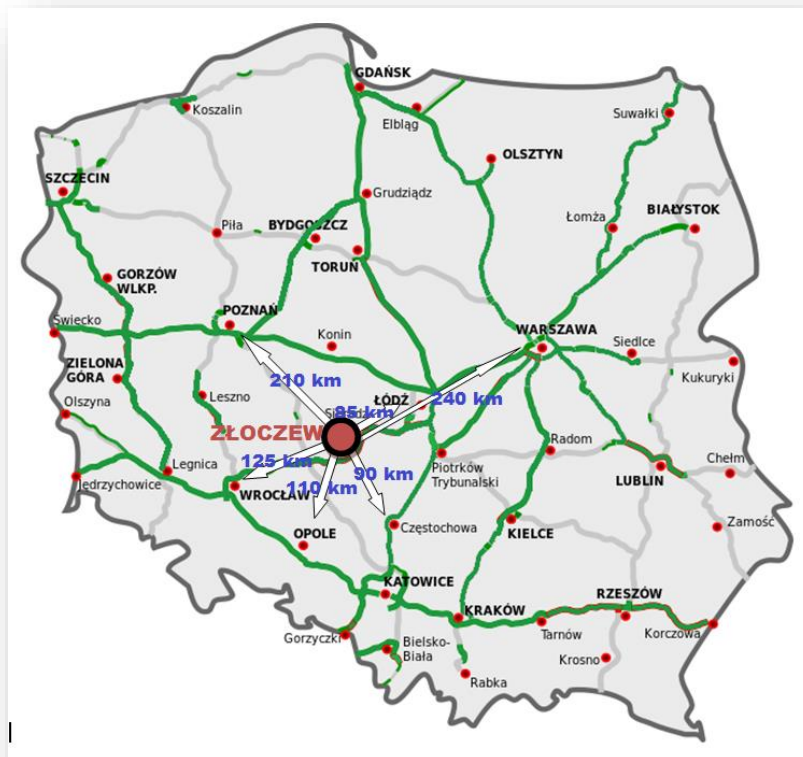 GDAŃSK
Koszalin
Elbląg
Suwałki
OLSZTYN
SZCZECIN
Grudziądz
Łomża
BIAŁYSTOK
Piła
BYDGOSZCZ
TORUŃ
GORZÓW
WLKP.
POZNAŃ
Konin
WARSZAWA
Siedlce
Świecko
Kukuryki
ZIELONA
GÓRA
210 km
Leszno
ŁÓDŹ
240 km
Olszyna
85 km
ZŁOCZEW
Radom
Chełm
125 km
90 km
Piotrków
Trybunalski
LUBLIN
Legnica
Jędrzychowice
110 km
WROCŁAW
Częstochowa
KIELCE
Zamość
OPOLE
KATOWICE
KRAKÓW
RZESZÓW
Gorzyczki
Tarnów
Korczowa
Bielsko-
Biała
Krosno
Rabka